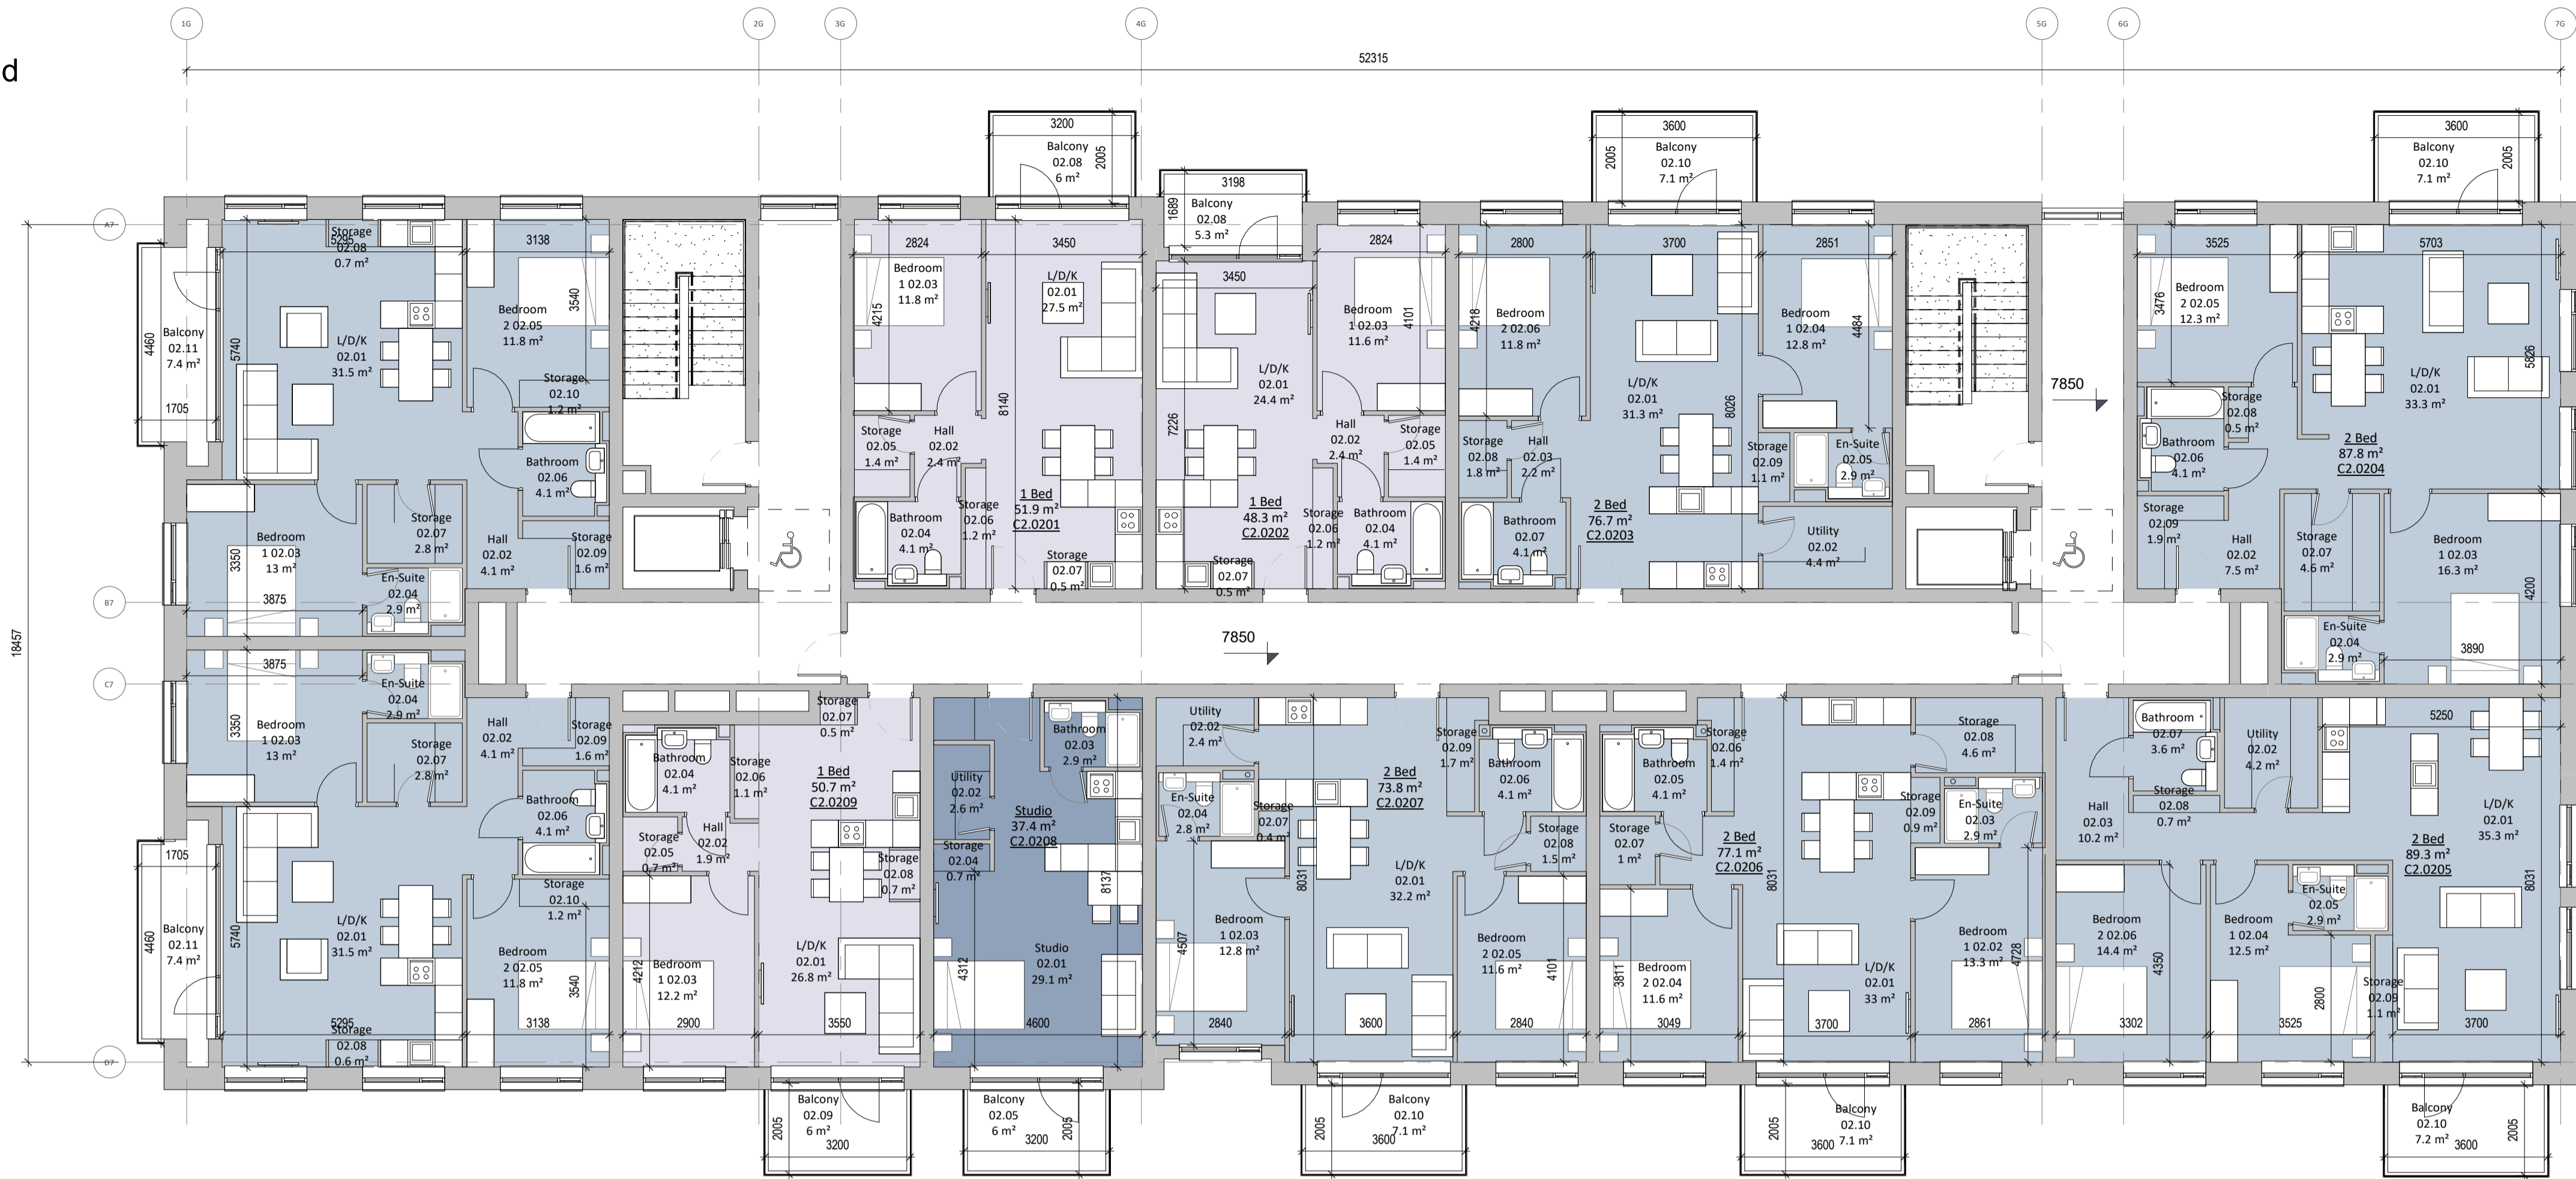 1G
2G
3G
4G
5G
6G
7G
d
52315
A7
B7
C7
D7
18457
3200
Balcony
02.08
6 m²
2005
3198
1689
Balcony
02.08
5.3 m²
3600
Balcony
02.10
7.1 m²
2005
3600
Balcony
02.10
7.1 m²
2005
4460
Balcony
02.11
7.4 m²
1705
5295
Storage
02.08
0.7 m²
5740
L/D/K
02.01
31.5 m²
3138
3540
Bedroom
2 02.05
11.8 m²
Storage
02.10
1.2 m²
Bathroom
02.06
4.1 m²
Storage
02.07
2.8 m²
Hall
02.02
4.1 m²
Storage
02.09
1.6 m²
Bedroom
1 02.03
13 m²
3350
3875
En-Suite
02.04
2.9 m²
2824
Bedroom
1 02.03
11.8 m²
4215
3450
L/D/K
02.01
27.5 m²
8140
Storage
02.05
1.4 m²
Hall
02.02
2.4 m²
Bathroom
02.04
4.1 m²
Storage
02.06
1.2 m²
1 Bed
51.9 m²
C2.0201
Storage
02.07
0.5 m²
3450
7226
L/D/K
02.01
24.4 m²
2824
Bedroom
1 02.03
11.6 m²
4101
Hall
02.02
2.4 m²
Storage
02.05
1.4 m²
1 Bed
48.3 m²
C2.0202
Storage
02.06
1.2 m²
Bathroom
02.04
4.1 m²
Storage
02.07
0.5 m²
2800
4218
Bedroom
2 02.06
11.8 m²
3700
L/D/K
02.01
31.3 m²
8026
2851
Bedroom
1 02.04
12.8 m²
4484
Storage
02.08
1.8 m²
Hall
02.03
2.2 m²
Storage
02.09
1.1 m²
En-Suite
02.05
2.9 m²
Bathroom
02.07
4.1 m²
2 Bed
76.7 m²
C2.0203
Utility
02.02
4.4 m²
7850
3525
3476
Bedroom
2 02.05
12.3 m²
5703
L/D/K
02.01
33.3 m²
5826
Storage
02.08
0.5 m²
Bathroom
02.06
4.1 m²
2 Bed
87.8 m²
C2.0204
Storage
02.09
1.9 m²
Hall
02.02
7.5 m²
Storage
02.07
4.6 m²
Bedroom
1 02.03
16.3 m²
4200
En-Suite
02.04
2.9 m²
3890
7850
3875
3350
Bedroom
1 02.03
13 m²
En-Suite
02.04
2.9 m²
Storage
02.07
2.8 m²
Hall
02.02
4.1 m²
Storage
02.09
1.6 m²
Bathroom
02.06
4.1 m²
1705
4460
Balcony
02.11
7.4 m²
5740
L/D/K
02.01
31.5 m²
Storage
02.10
1.2 m²
Bedroom
2 02.05
11.8 m²
3540
3138
5295
Storage
02.08
0.6 m²
Storage
02.07
0.5 m²
Bathroom
02.04
4.1 m²
Storage
02.06
1.1 m²
1 Bed
50.7 m²
C2.0209
Storage
02.05
0.7 m²
Hall
02.02
1.9 m²
Storage
02.08
0.7 m²
4212
Bedroom
1 02.03
12.2 m²
2900
L/D/K
02.01
26.8 m²
3550
Bathroom
02.03
2.9 m²
Utility
02.02
2.6 m²
Studio
37.4 m²
C2.0208
Storage
02.04
0.7 m²
8137
4312
Studio
02.01
29.1 m²
4600
Utility
02.02
2.4 m²
En-Suite
02.04
2.8 m²
Storage
02.07
0.4 m²
2 Bed
73.8 m²
C2.0207
Storage
02.09
1.7 m²
Bathroom
02.06
4.1 m²
Storage
02.08
1.5 m²
8031
L/D/K
02.01
32.2 m²
4507
Bedroom
1 02.03
12.8 m²
2840
3600
Bedroom
2 02.05
11.6 m²
4101
2840
Bathroom
02.05
4.1 m²
Storage
02.06
1.4 m²
Storage
02.07
1 m²
2 Bed
77.1 m²
C2.0206
8031
Storage
02.08
4.6 m²
Storage
02.09
0.9 m²
En-Suite
02.03
2.9 m²
3811
Bedroom
2 02.04
11.6 m²
3049
L/D/K
02.01
33 m²
3700
Bedroom
1 02.02
13.3 m²
4728
2861
Bathroom
02.07
3.6 m²
Utility
02.02
4.2 m²
5250
Storage
02.08
0.7 m²
Hall
02.03
10.2 m²
L/D/K
02.01
35.3 m²
2 Bed
89.3 m²
C2.0205
8031
Bedroom
2 02.06
14.4 m²
4350
3302
Bedroom
1 02.04
12.5 m²
En-Suite
02.05
2.9 m²
2800
3525
Storage
02.09
1.1 m²
3700
Balcony
02.09
6 m²
2005
3200
Balcony
02.05
6 m²
2005
3200
Balcony
02.10
7.1 m²
2005
3600
Balcony
02.10
7.1 m²
2005
3600
Balcony
02.10
7.2 m²
2005
3600